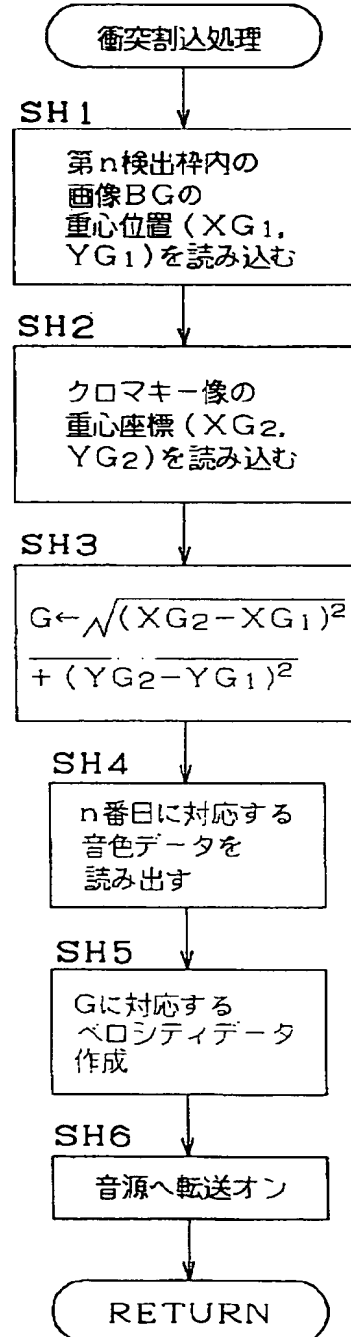 衝突割込処理
SH1
第n検出枠内の
画像BGの
重心位置(XG1,
YG1)を読み込む
SH2
クロマキー像の
重心座標(XG2,
YG2)を読み込む
SH3
G←√(XG2-XG1)²
+(YG2-YG1)²
SH4
n番目に対応する
音色データを
読み出す
SH5
Gに対応する
ベロシティデータ
作成
SH6
音源へ転送オン
RETURN